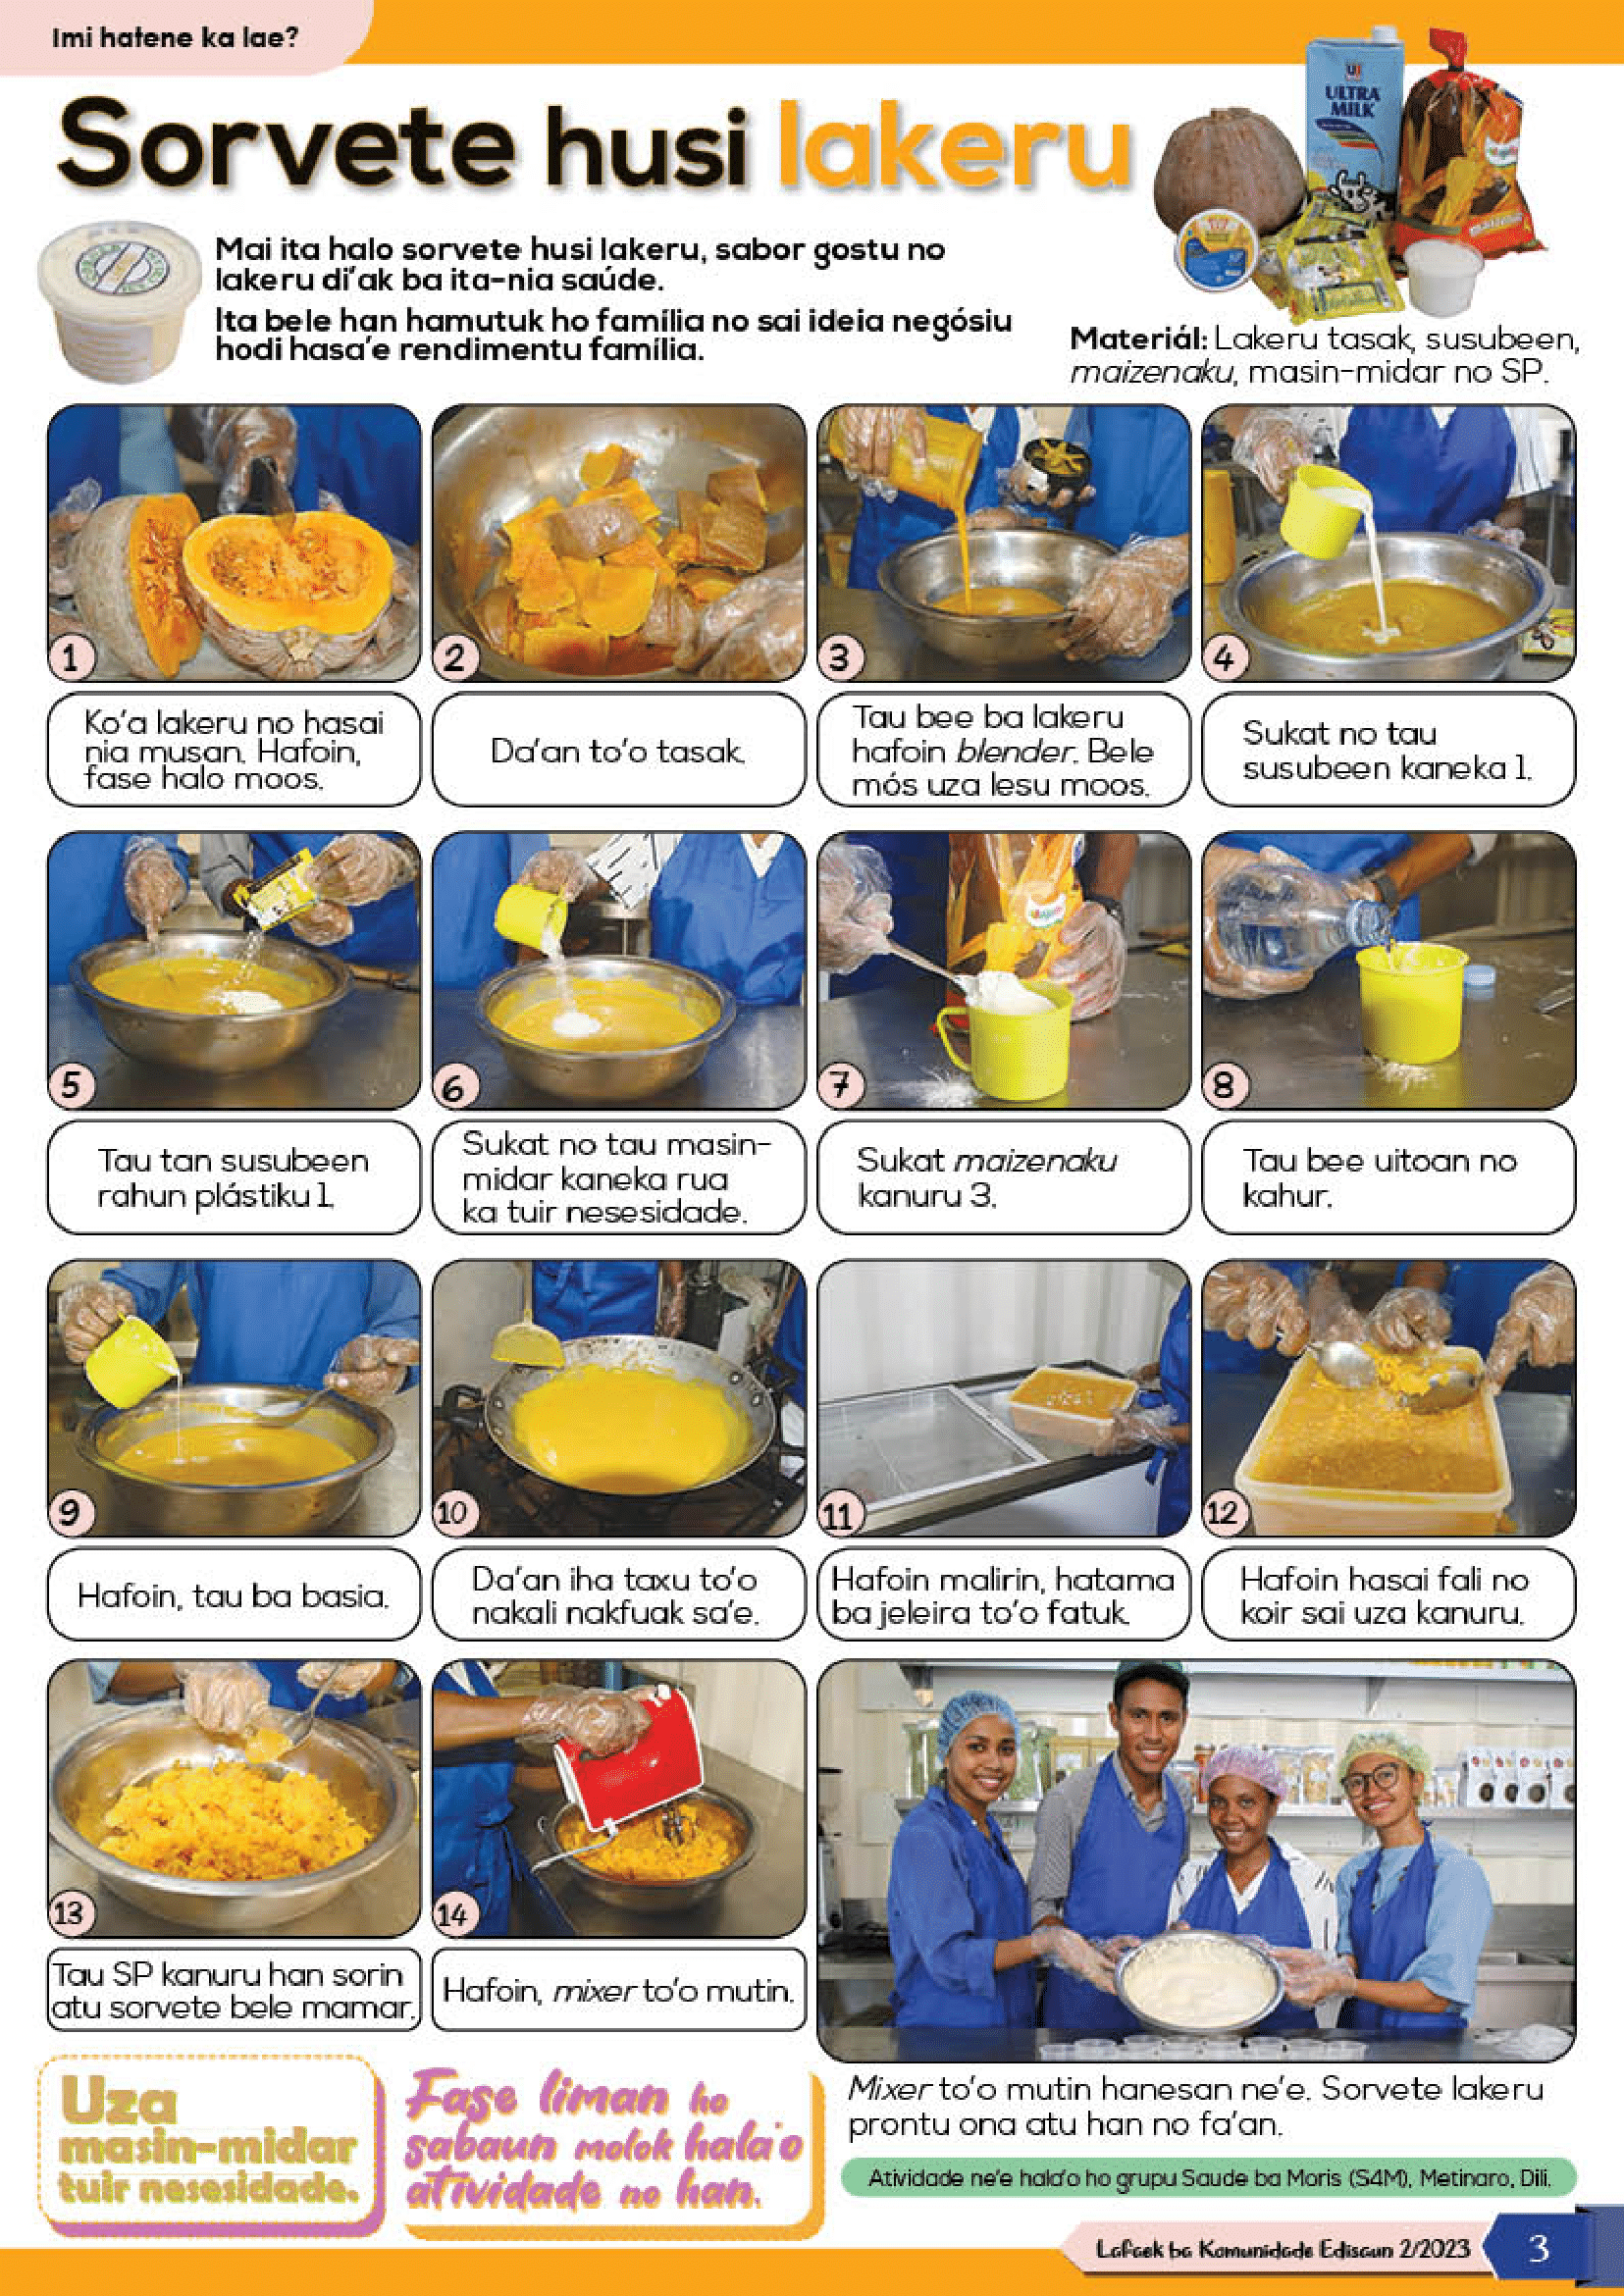 Imi hatene ka lae?
Sorvete husi lakeru
ULTRA
MILK
Mai ita halo sorvete husi lakeru, sabor gostu no
lakeru di'ak ba ita-nia saúde.
Ita bele han hamutuk ho família no sai ideia negósiu
hodi hasa'e rendimentu família.
Materiál: Lakeru tasak, susubeen,
maizenaku, masin-midar no SP.
1
2
3
4
Ko'a lakeru no hasai
nia musan. Hafoin,
fase halo moos.
Da'an to'o tasak.
Tau bee ba lakeru
hafoin blender. Bele
mós uza lesu moos.
Sukat no tau
susubeen kaneka 1.
5
6
7
8
Tau tan susubeen
rahun plástiku 1.
Sukat no tau masin-
midar kaneka rua
ka tuir nesesidade.
Sukat maizenaku
kanuru 3.
Tau bee uitoan no
kahur.
9
10
11
12
Hafoin, tau ba basia.
Da'an iha taxu to'o
nakali nakfuak sa'e.
Hafoin malirin, hatama
ba jeleira to'o fatuk.
Hafoin hasai fali no
koir sai uza kanuru.
13
14
Tau SP kanuru han sorin
atu sorvete bele mamar.
Hafoin, mixer to'o mutin.
Uza
masin-midar
tuir nesesidade.
Fase liman ho
sabaun molok hala'o
atividade no han.
Mixer to'o mutin hanesan ne'e. Sorvete lakeru
prontu ona atu han no fa'an.
Atividade ne'e hala'o ho grupu Saude ba Moris (S4M), Metinaro, Dili.
Lafaek ba Komunidade Edisaun 2/2023
3